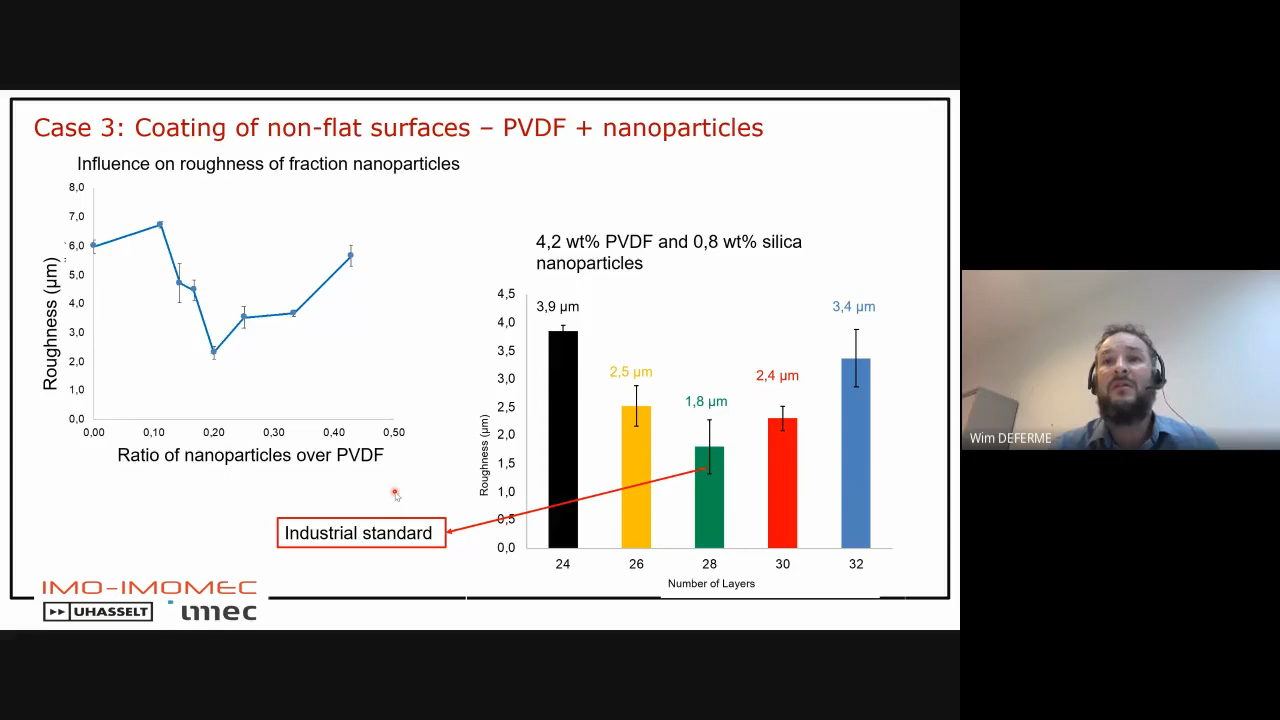 Case 3: Coating of non-flat surfaces – PVDF + nanoparticles
Influence on roughness of fraction nanoparticles
8,0
7,0
6,0
5,0
4,0
3,0
2,0
1,0
0,0
Roughness (µm)
0,00 0,10 0,20 0,30 0,40 0,50
Ratio of nanoparticles over PVDF
4,2 wt% PVDF and 0,8 wt% silica
nanoparticles
4,5
4,0
3,5
3,0
2,5
2,0
1,5
1,0
0,5
0,0
Roughness (µm)
3,9 µm
2,5 µm
1,8 µm
2,4 µm
3,4 µm
24 26 28 30 32
Number of Layers
Industrial standard
IMO-IMOMEC
UHASSELT
imec
Wim DEFERME